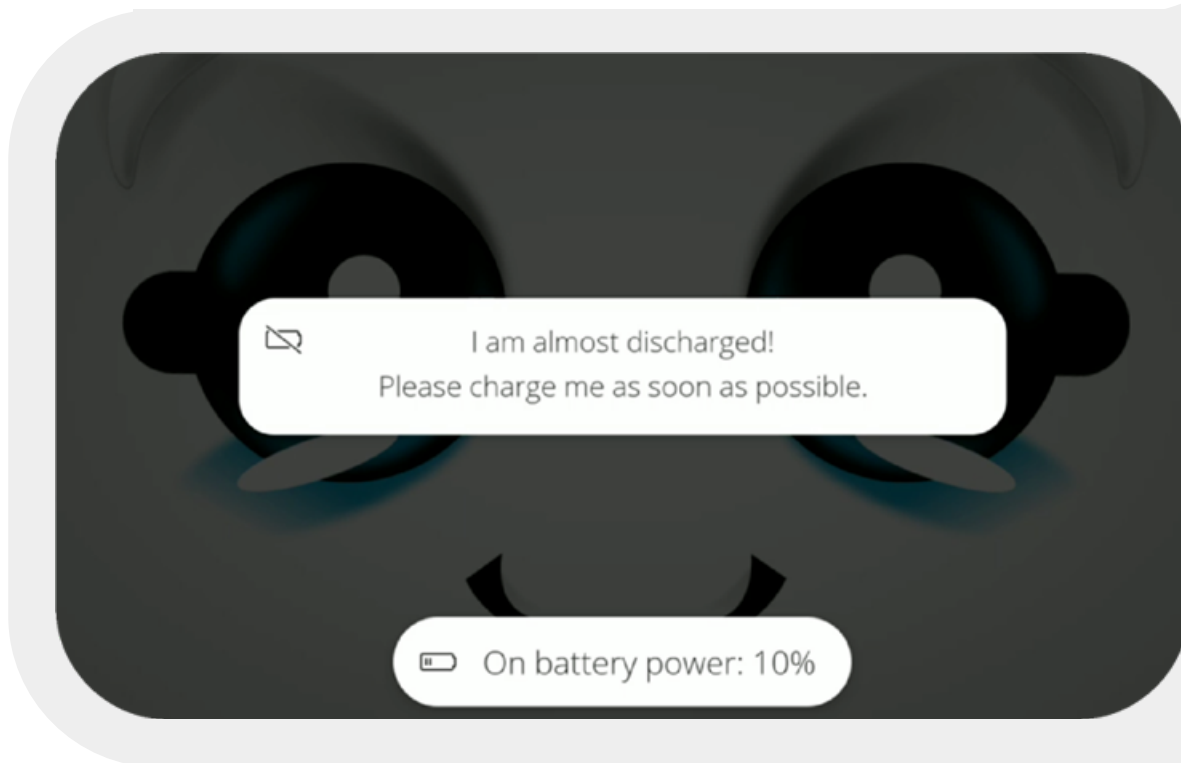 I am almost discharged!
Please charge me as soon as possible.
On battery power: 10%